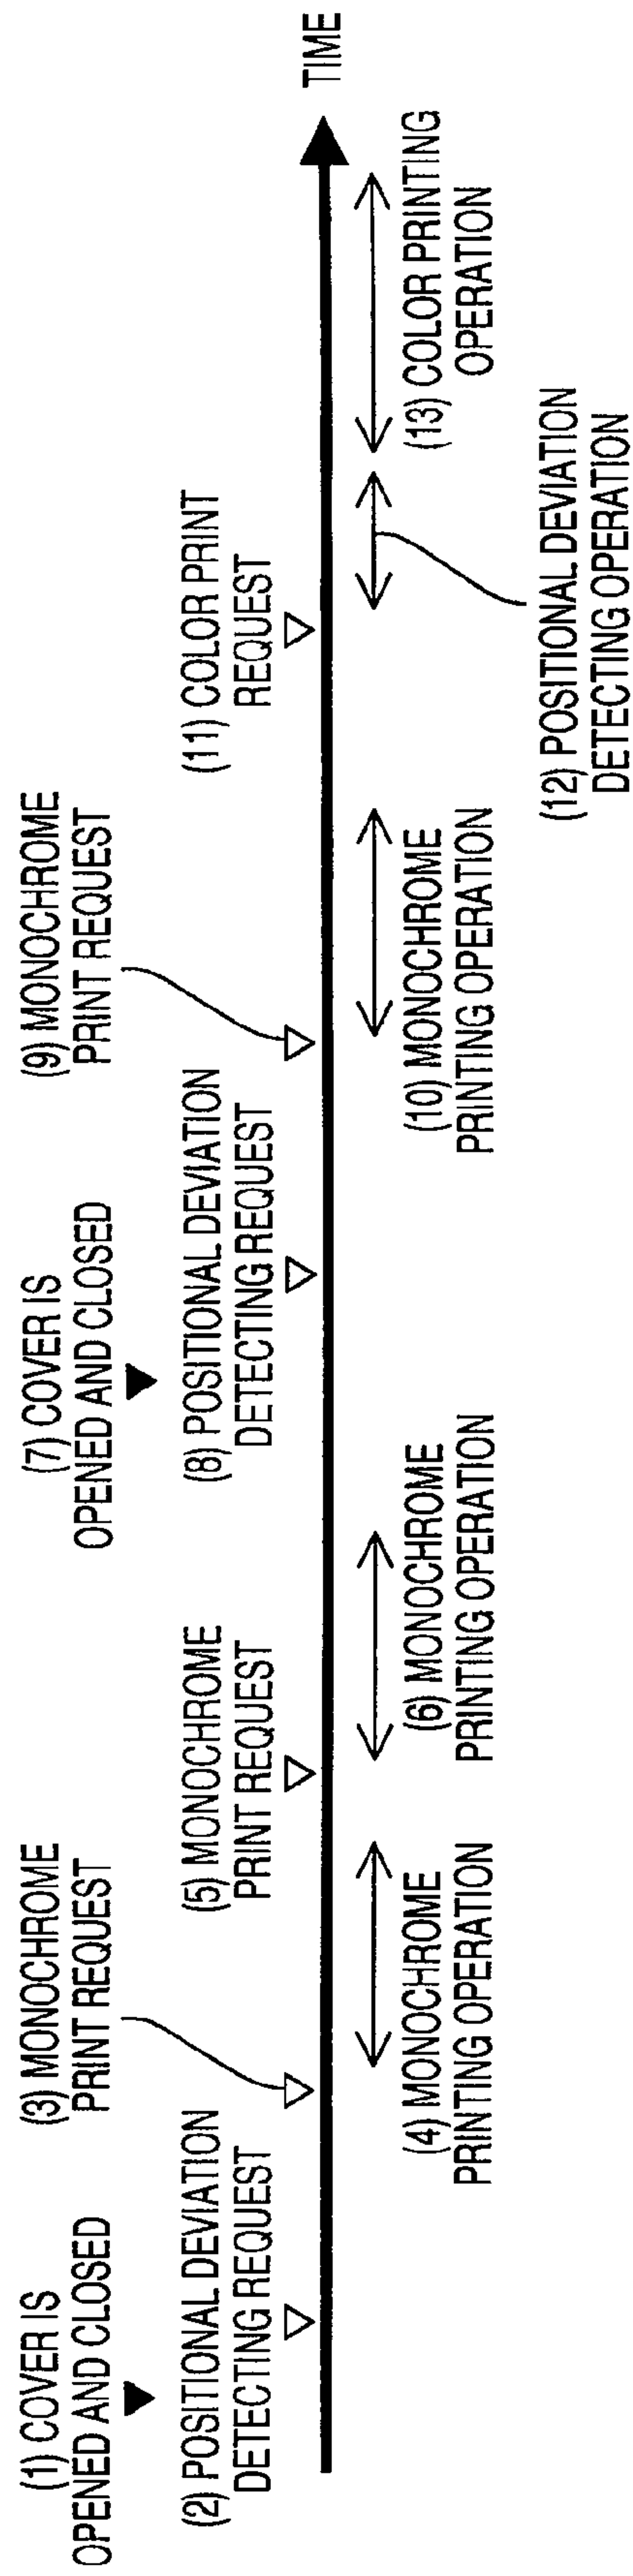 (1) COVER IS
OPENED AND CLOSED
(2) POSITIONAL DEVIATION
DETECTING REQUEST
(3) MONOCHROME
PRINT REQUEST
(4) MONOCHROME
PRINTING OPERATION
(5) MONOCHROME
PRINT REQUEST
(6) MONOCHROME
PRINTING OPERATION
(7) COVER IS
OPENED AND CLOSED
(8) POSITIONAL DEVIATION
DETECTING REQUEST
(9) MONOCHROME
PRINT REQUEST
(10) MONOCHROME
PRINTING OPERATION
(11) COLOR PRINT
REQUEST
(12) POSITIONAL DEVIATION
DETECTING OPERATION
(13) COLOR PRINTING
OPERATION
TIME